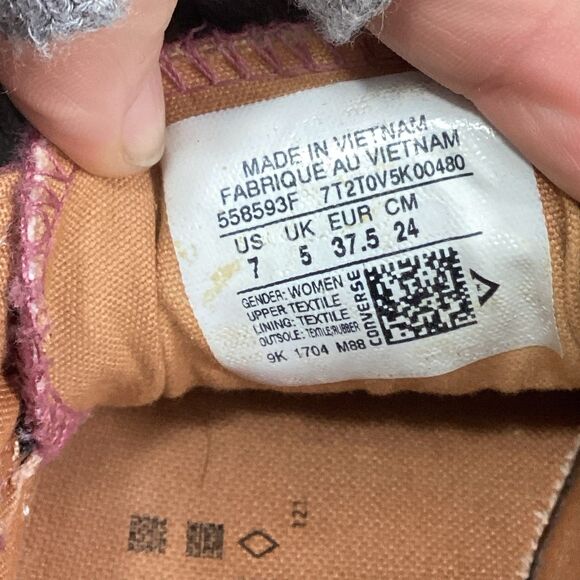 MADE IN VIETNAM
FABRIQUE AU VIETNAM
558593F 7T2T0V5K00480
US UK EUR CM
7 5 37.5 24
GENDER: WOMEN
UPPER: TEXTILE
LINING: TEXTILE
OUTSOLE: TEXTILE/RUBBER
9K 1704 M88
CONVERSE
121